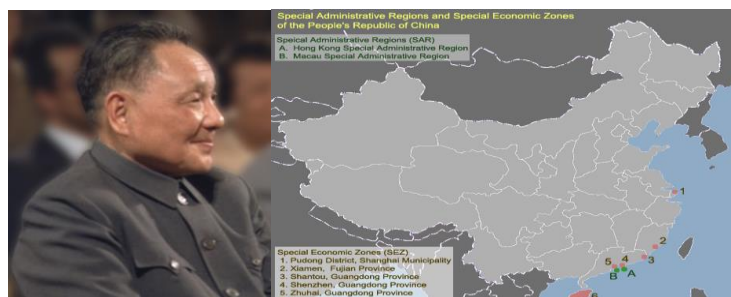 Special Administrative Regions and Special Economic Zones
of the People's Republic of China
Speical Administrative Regions (SAR)
A. Hong Kong Special Administrative Region
B. Macau Special Administrative Region
1
2
3
5 4
B A
Special Economic Zones (SEZ)
1. Pudong District, Shanghai Municipality
2. Xiamen, Fujian Province
3. Shantou, Guangdong Province
4. Shenzhen, Guangdong Province
5. Zhuhai, Guangdong Province